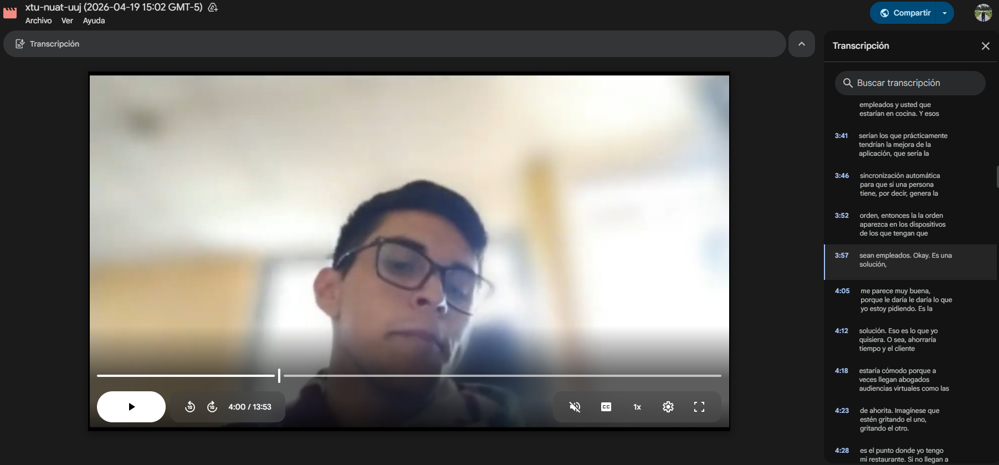 xtu-nuat-uuj (2026-04-19 15:02 GMT-5)
Archivo Ver Ayuda
Compartir
Transcripción
Transcripción
Buscar transcripción
empleados y usted que
estarían en cocina. Y esos
3:41 serían los que prácticamente
tendrían la mejora de la
aplicación, que sería la
3:46 sincronización automática
para que si una persona
tiene, por decir, genera la
3:52 orden, entonces la la orden
aparezca en los dispositivos
de los que tengan que
3:57 sean empleados. Okay. Es una
solución,
4:05 me parece muy buena,
porque le daría le daría lo que
yo estoy pidiendo. Es la
4:12 solución. Eso es lo que yo
quisiera. O sea, ahorraría
tiempo y el cliente
4:18 estaría cómodo porque a
veces llegan abogados
audiencias virtuales como las
4:23 de ahorita. Imagínese que
estén gritando el uno,
gritando el otro.
4:28 es el punto donde yo tengo
mi restaurante. Si no llegan a
10 10 4:00 / 13:53 CC 1x